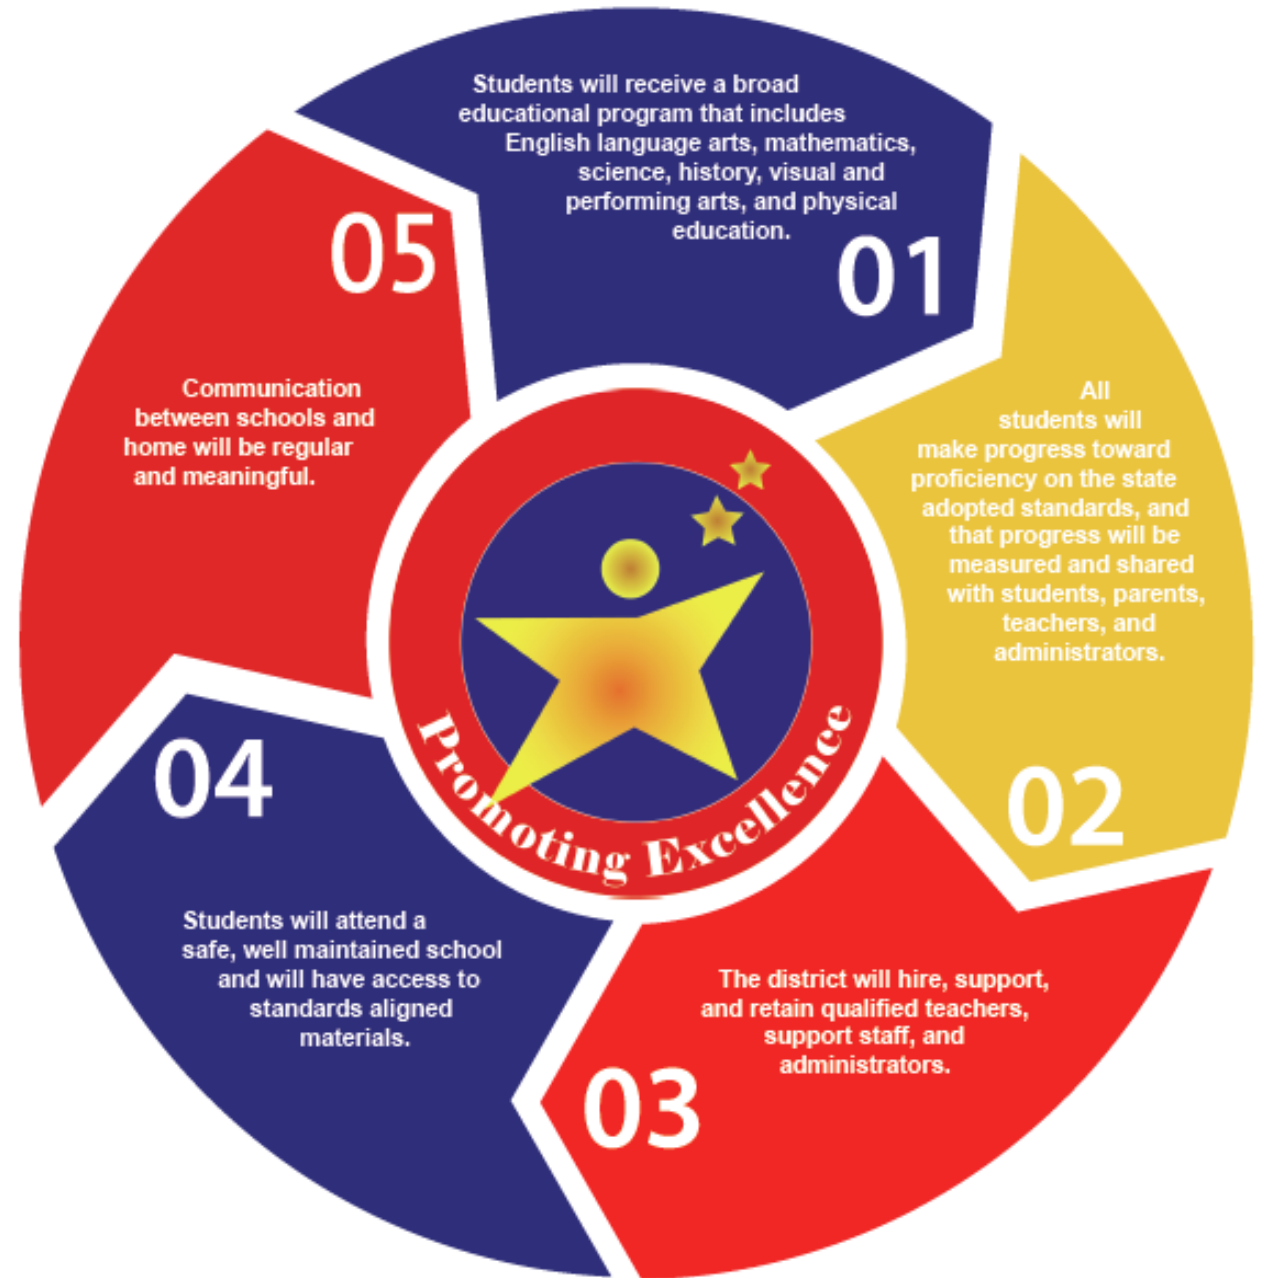 Students will receive a broad
educational program that includes
English language arts, mathematics,
science, history, visual and
performing arts, and physical
education.
01
All
students will
make progress toward
proficiency on the state
adopted standards, and
that progress will be
measured and shared
with students, parents,
teachers, and
administrators.
02
The district will hire, support,
and retain qualified teachers,
support staff, and
administrators.
03
04
Students will attend a
safe, well maintained school
and will have access to
standards aligned
materials.
05
Communication
between schools and
home will be regular
and meaningful.
Promoting Excellence